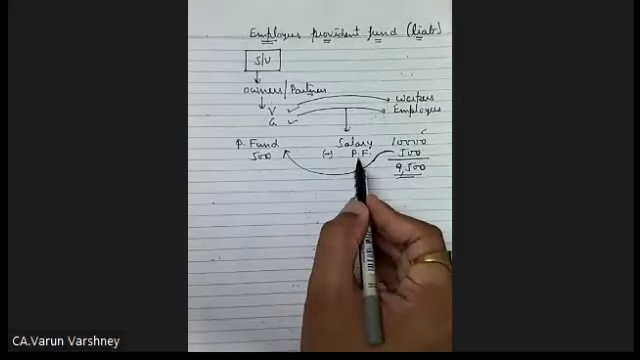 Employees provident fund (liab)
S/V
owners/Partners
V
G
Workers
Employees
P. Fund
500
Salary 10000
(-) P.F. 500
9,500
CA.Varun Varshney